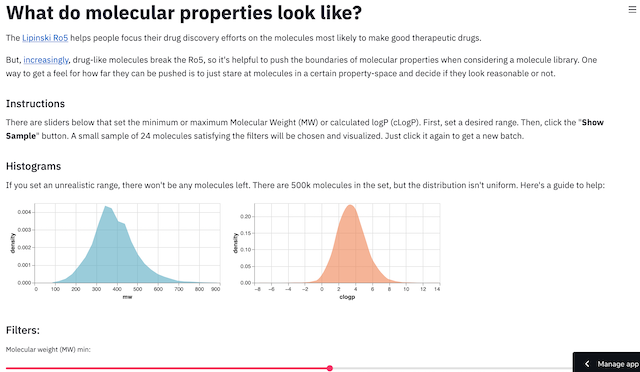 What do molecular properties look like?
The Lipinski Ro5 helps people focus their drug discovery efforts on the molecules most likely to make good therapeutic drugs.
But, increasingly, drug-like molecules break the Ro5, so it's helpful to push the boundaries of molecular properties when considering a molecule library. One
way to get a feel for how far they can be pushed is to just stare at molecules in a certain property-space and decide if they look reasonable or not.
Instructions
There are sliders below that set the minimum or maximum Molecular Weight (MW) or calculated logP (cLogP). First, set a desired range. Then, click the "Show
Sample" button. A small sample of 24 molecules satisfying the filters will be chosen and visualized. Just click it again to get a new batch.
Histograms
If you set an unrealistic range, there won't be any molecules left. There are 500k molecules in the set, but the distribution isn't uniform. Here's a guide to help:
density
0.004
0.003
0.002
0.001
0.000
0 100 200 300 400 500 600 700 800 900
mw
density
0.20
0.15
0.10
0.05
0.00
−8 −6 −4 −2 0 2 4 6 8 10 12 14
clogp
Filters:
Molecular weight (MW) min:
Manage app